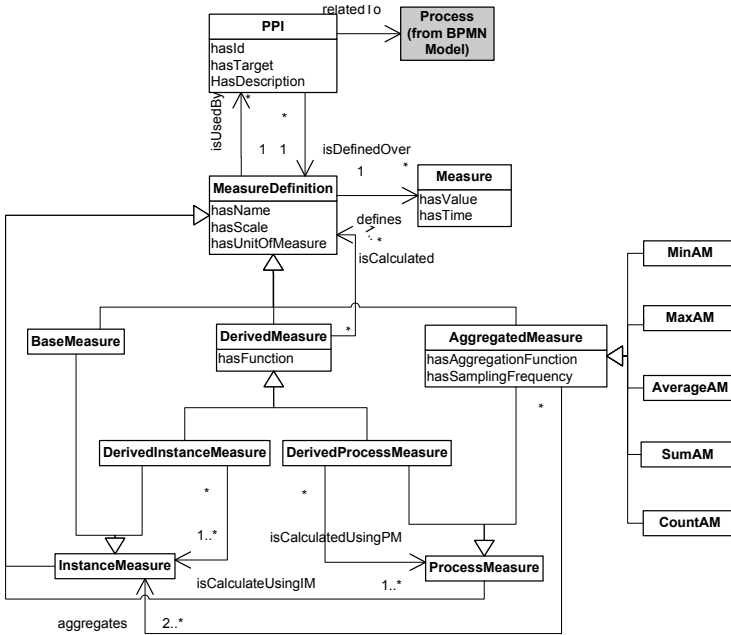 relatedTo
PPI
hasId
hasTarget
HasDescription
Process
(from BPMN
Model)
isUsedBy
*
*
1
1
isDefinedOver
1
*
MeasureDefinition
hasName
hasScale
hasUnitOfMeasure
Measure
hasValue
hasTime
defines
1..*
isCalculated
*
BaseMeasure
DerivedMeasure
hasFunction
AggregatedMeasure
hasAggregationFunction
hasSamplingFrequency
MinAM
MaxAM
AverageAM
SumAM
CountAM
*
DerivedInstanceMeasure
DerivedProcessMeasure
*
*
1..*
isCalculatedUsingPM
InstanceMeasure
isCalculateUsingIM
ProcessMeasure
1..*
aggregates
2..*